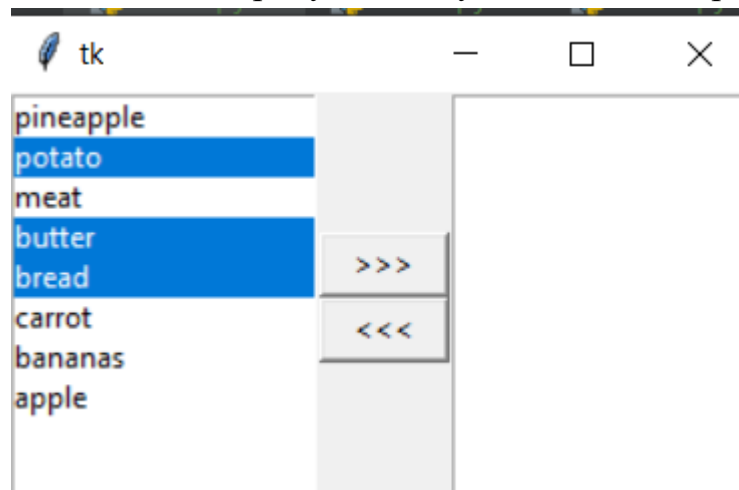 tk
pineapple
potato
meat
butter
bread
>>>
carrot
<<<
bananas
apple